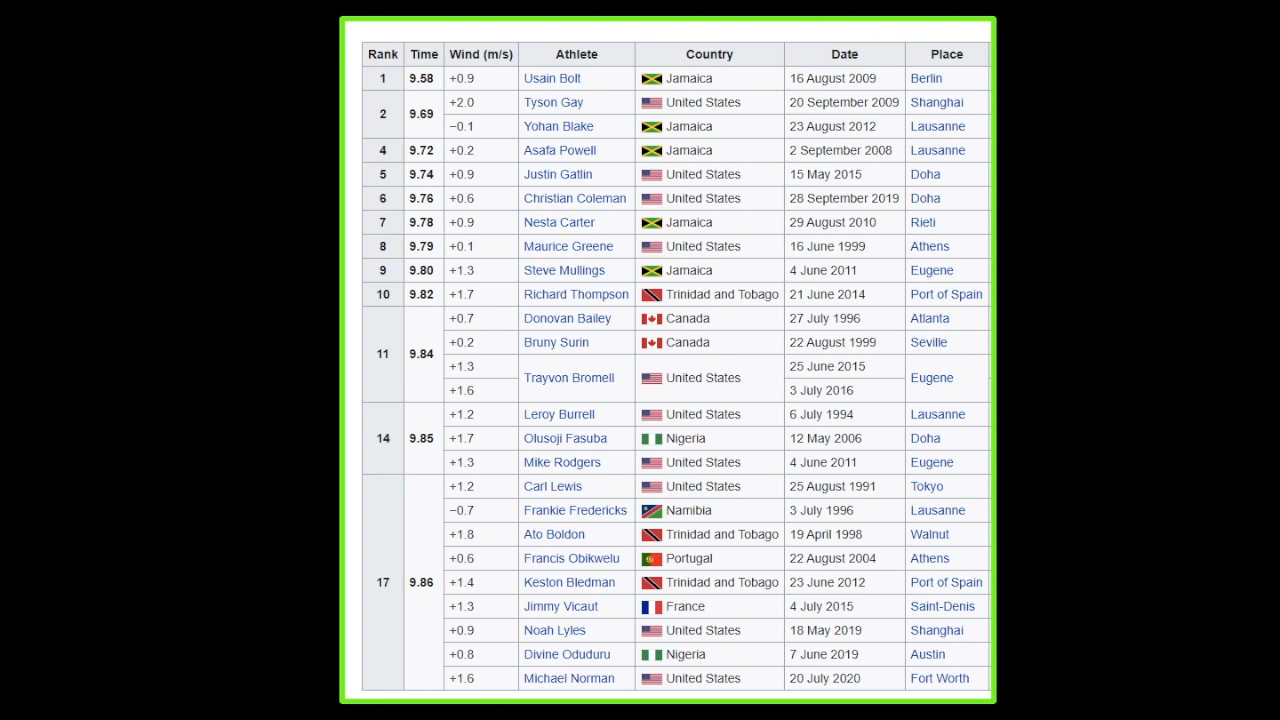 Rank Time Wind (m/s) Athlete Country Date Place
1 9.58 +0.9 Usain Bolt Jamaica 16 August 2009 Berlin
2 9.69 +2.0 Tyson Gay United States 20 September 2009 Shanghai
−0.1 Yohan Blake Jamaica 23 August 2012 Lausanne
4 9.72 +0.2 Asafa Powell Jamaica 2 September 2008 Lausanne
5 9.74 +0.9 Justin Gatlin United States 15 May 2015 Doha
6 9.76 +0.6 Christian Coleman United States 28 September 2019 Doha
7 9.78 +0.9 Nesta Carter Jamaica 29 August 2010 Rieti
8 9.79 +0.1 Maurice Greene United States 16 June 1999 Athens
9 9.80 +1.3 Steve Mullings Jamaica 4 June 2011 Eugene
10 9.82 +1.7 Richard Thompson Trinidad and Tobago 21 June 2014 Port of Spain
11 9.84 +0.7 Donovan Bailey Canada 27 July 1996 Atlanta
+0.2 Bruny Surin Canada 22 August 1999 Seville
+1.3 Trayvon Bromell United States 25 June 2015 Eugene
+1.6 3 July 2016
14 9.85 +1.2 Leroy Burrell United States 6 July 1994 Lausanne
+1.7 Olusoji Fasuba Nigeria 12 May 2006 Doha
+1.3 Mike Rodgers United States 4 June 2011 Eugene
17 9.86 +1.2 Carl Lewis United States 25 August 1991 Tokyo
−0.7 Frankie Fredericks Namibia 3 July 1996 Lausanne
+1.8 Ato Boldon Trinidad and Tobago 19 April 1998 Walnut
+0.6 Francis Obikwelu Portugal 22 August 2004 Athens
+1.4 Keston Bledman Trinidad and Tobago 23 June 2012 Port of Spain
+1.3 Jimmy Vicaut France 4 July 2015 Saint-Denis
+0.9 Noah Lyles United States 18 May 2019 Shanghai
+0.8 Divine Oduduru Nigeria 7 June 2019 Austin
+1.6 Michael Norman United States 20 July 2020 Fort Worth